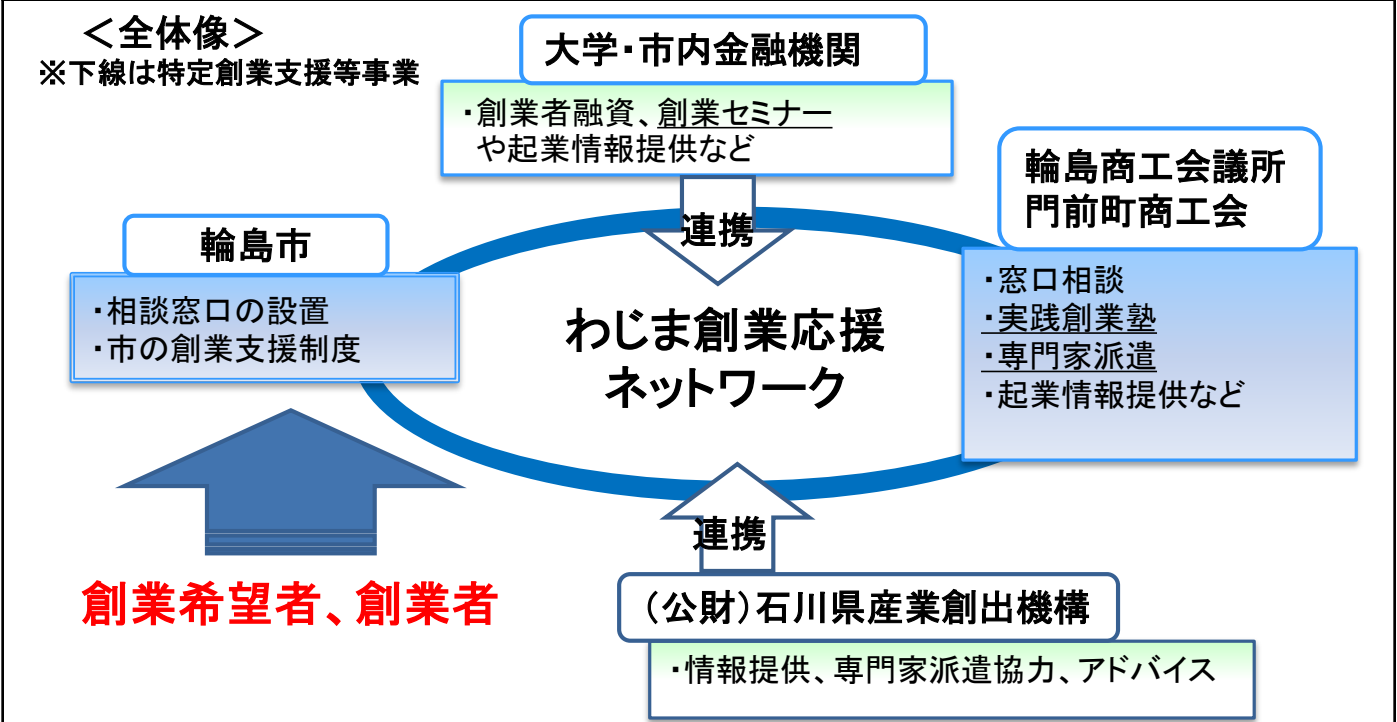 ＜全体像＞
※下線は特定創業支援等事業
大学・市内金融機関
・創業者融資、創業セミナー
や起業情報提供など
連携
輪島商工会議所
門前町商工会
・窓口相談
・実践創業塾
・専門家派遣
・起業情報提供など
輪島市
・相談窓口の設置
・市の創業支援制度
わじま創業応援
ネットワーク
創業希望者、創業者
連携
（公財）石川県産業創出機構
・情報提供、専門家派遣協力、アドバイス